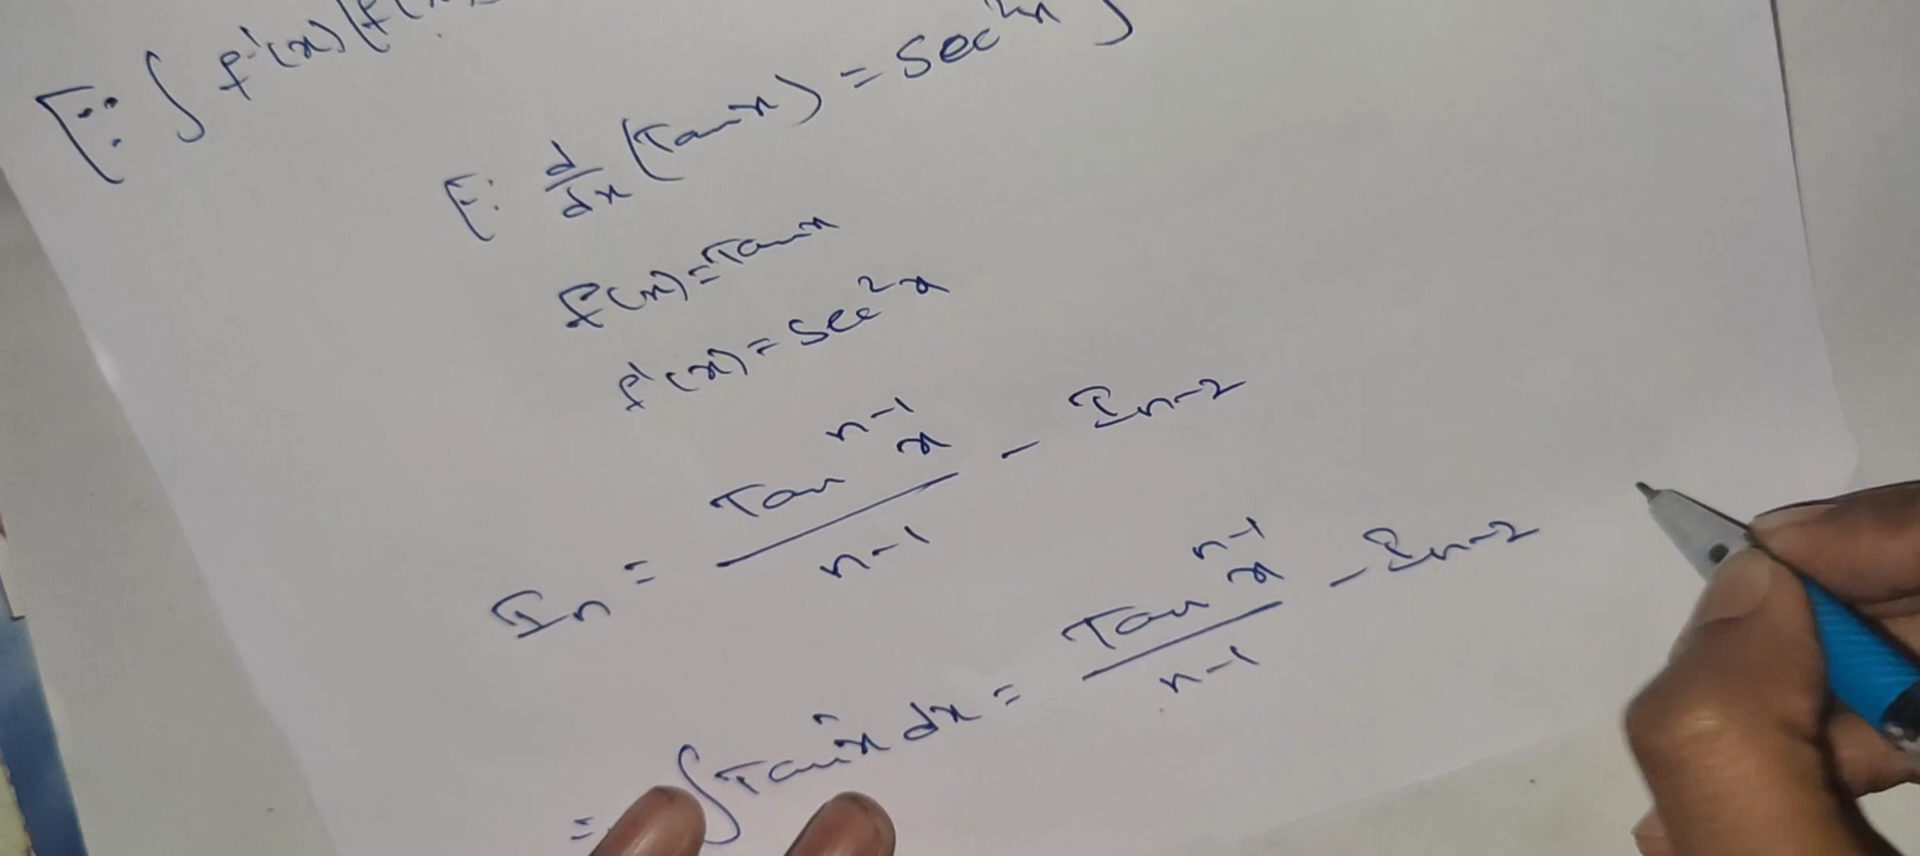 [∵ ∫ f'(x)[f(
[∵ d/dx (Tan x) = Sec²x]
f(x) = Tan x
f'(x) = Sec²x
Iₙ = Tanⁿ⁻¹x / n-1 - Iₙ₋₂
= ∫Tanⁿx dx = Tanⁿ⁻¹x / n-1 - Iₙ₋₂